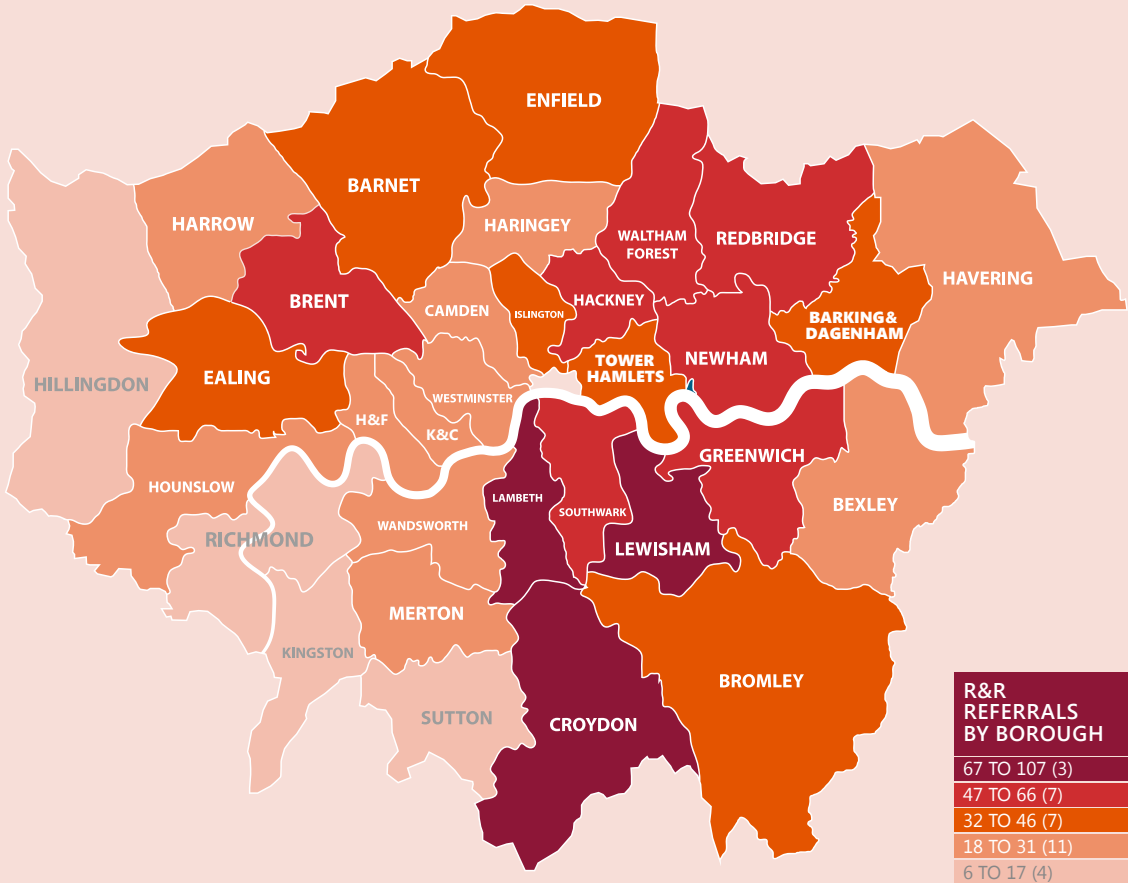 ENFIELD
BARNET
HARROW
HARINGEY
WALTHAM
FOREST
REDBRIDGE
HAVERING
BRENT
CAMDEN
ISLINGTON
HACKNEY
BARKING &
DAGENHAM
HILLINGDON
EALING
WESTMINSTER
TOWER
HAMLETS
NEWHAM
H&F
K&C
HOUNSLOW
GREENWICH
RICHMOND
WANDSWORTH
LAMBETH
SOUTHWARK
LEWISHAM
BEXLEY
MERTON
KINGSTON
SUTTON
CROYDON
BROMLEY
R&R
REFERRALS
BY BOROUGH
67 TO 107 (3)
47 TO 66 (7)
32 TO 46 (7)
18 TO 31 (11)
6 TO 17 (4)